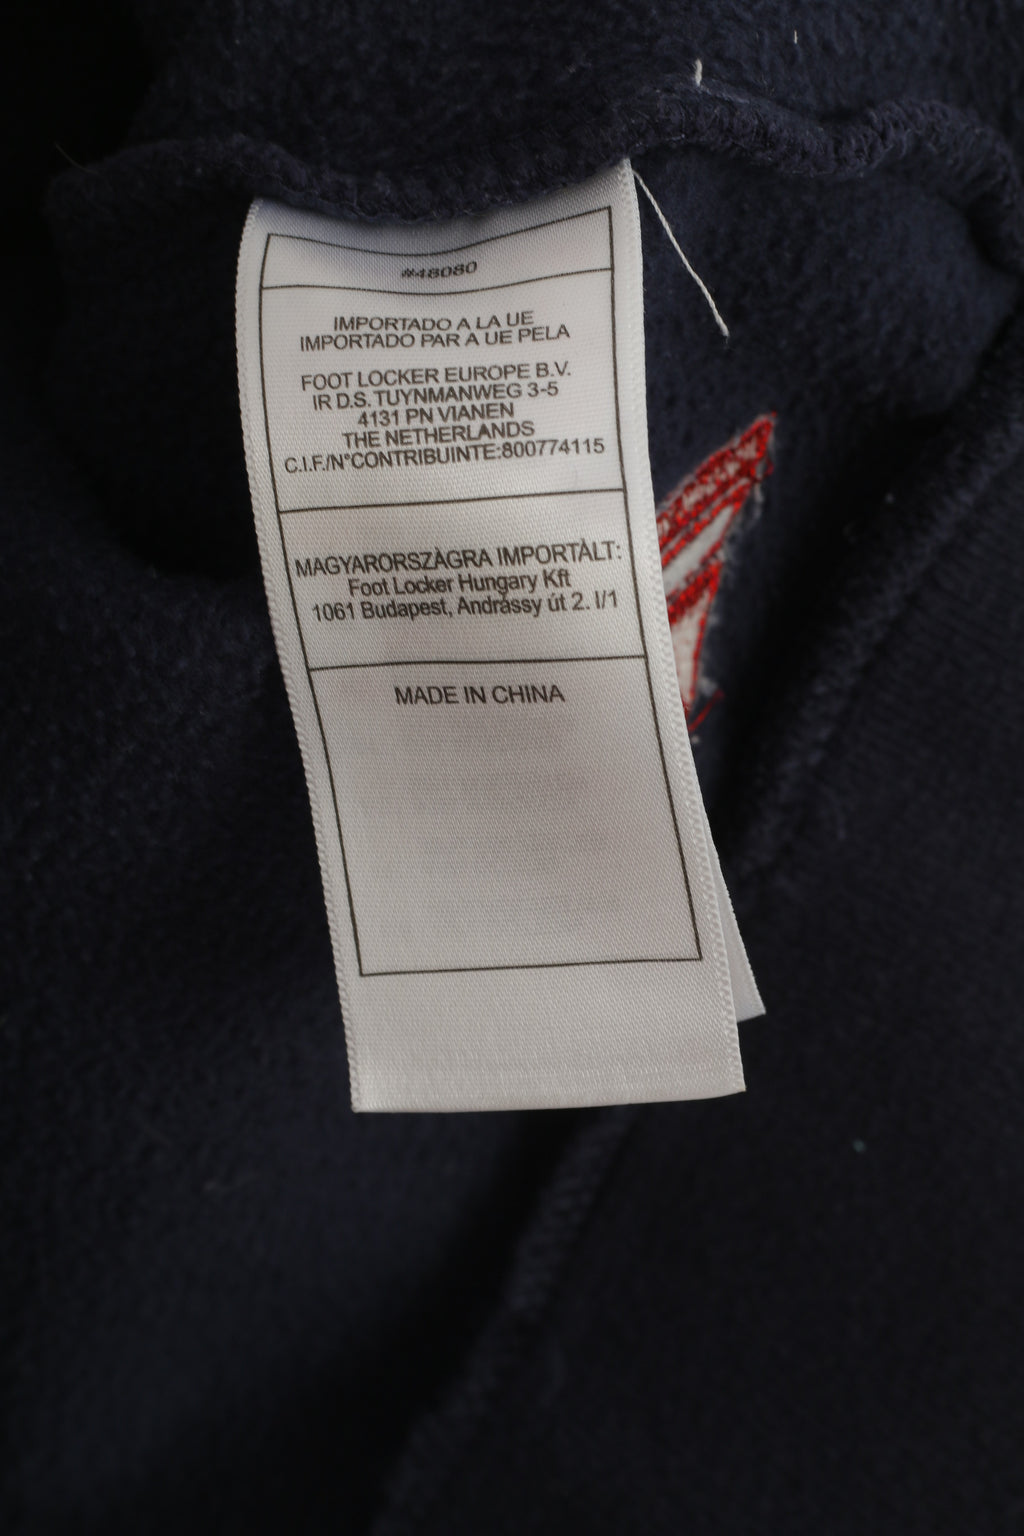 #48080
IMPORTADO A LA UE
IMPORTADO PAR A UE PELA
FOOT LOCKER EUROPE B.V.
IR D.S. TUYNMANWEG 3-5
4131 PN VIANEN
THE NETHERLANDS
C.I.F./N°CONTRIBUINTE:800774115
MAGYARORSZÀGRA IMPORTÀLT:
Foot Locker Hungary Kft
1061 Budapest, Andrássy út 2. I/1
MADE IN CHINA